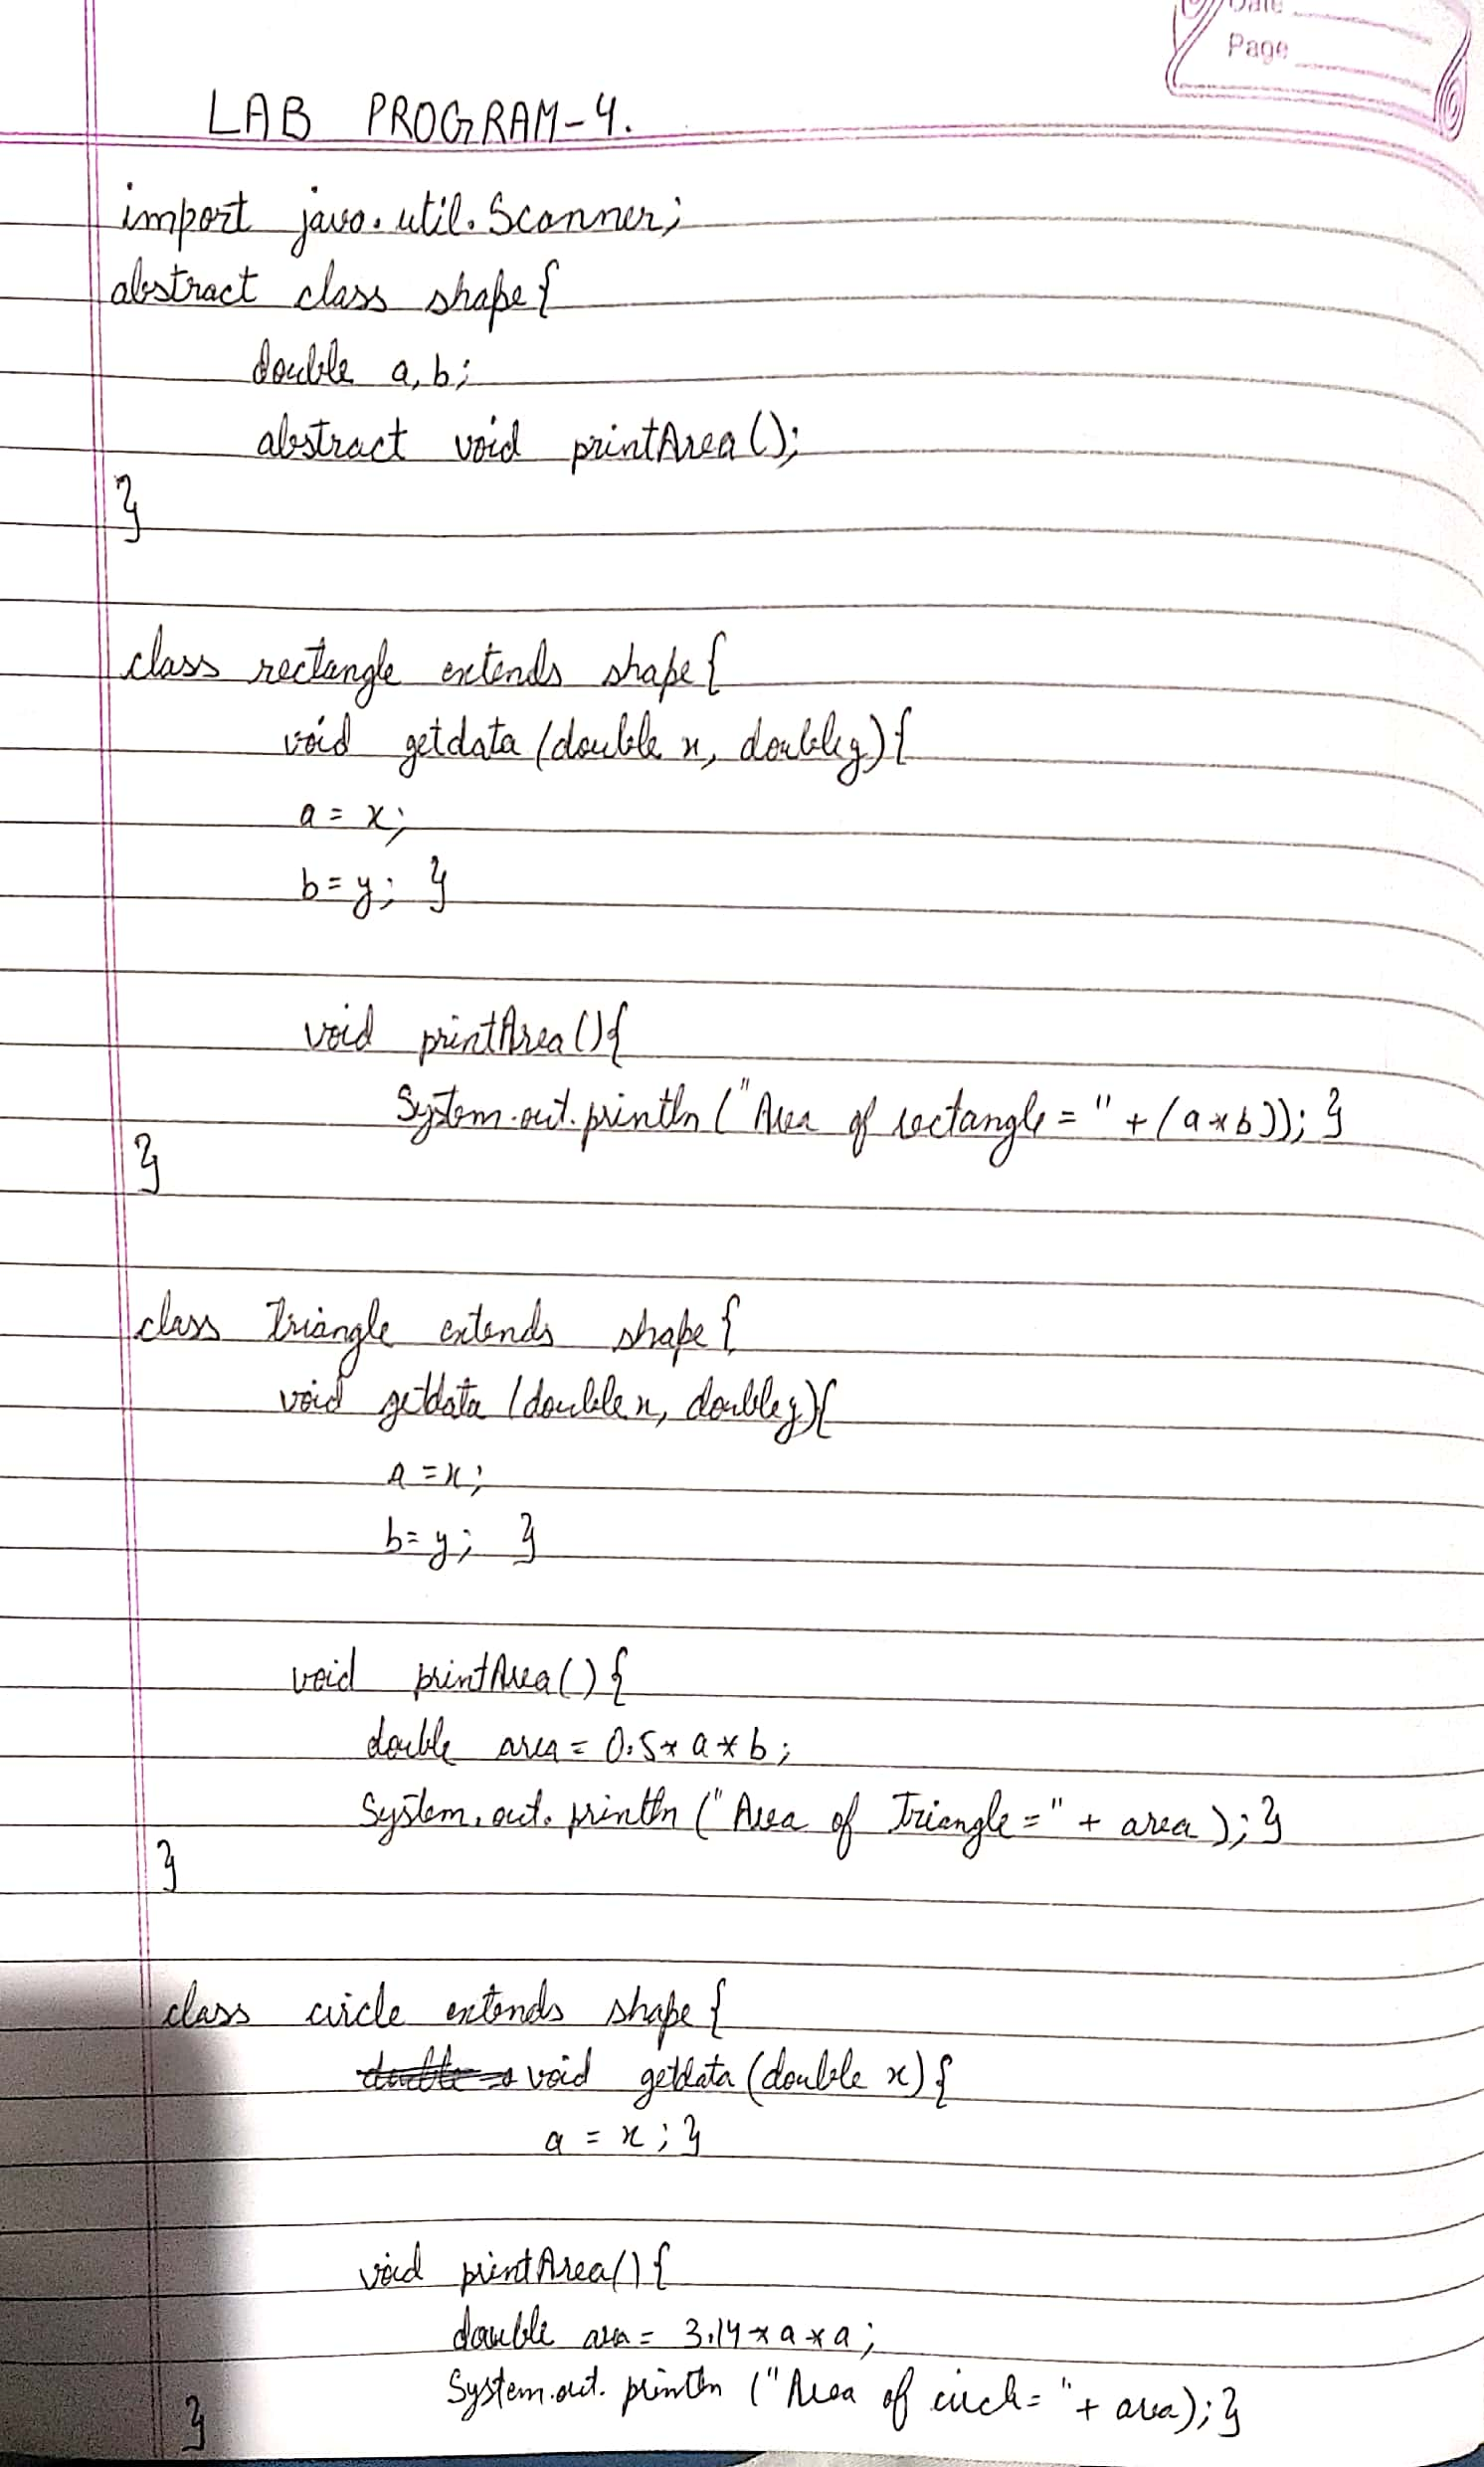 Date
Page
LAB PROGRAM-4.
import java.util.Scanner;
abstract class shape{
double a, b;
abstract void printArea();
}
class rectangle extends shape{
void getdata (double x, double y){
a = x;
b = y; }
void printArea(){
System.out.println ("Area of rectangle = " + (a*b)); }
}
class Triangle extends shape{
void getdata (double x, double y){
a = x;
b = y; }
void printArea(){
double area = 0.5* a * b;
System.out.println ("Area of Triangle =" + area ); }
}
class circle extends shape{
void getdata (double x) {
a = x; }
void printArea() {
double area = 3.14 * a * a;
System.out.println ("Area of circle = " + area); }
}